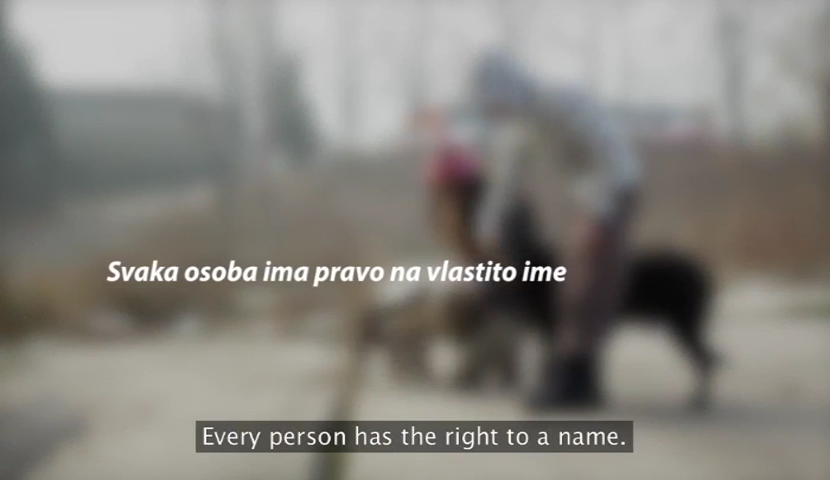 Svaka osoba ima pravo na vlastito ime
Every person has the right to a name.